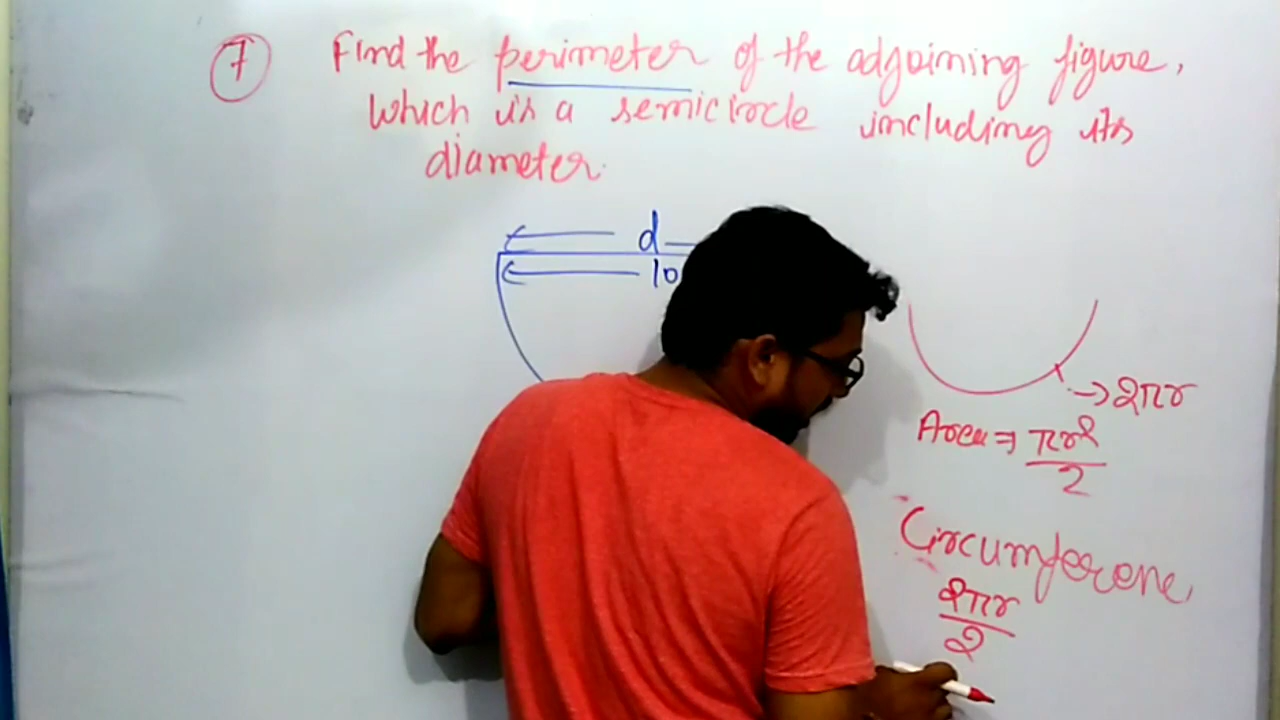 7 Find the perimeter of the adjoining figure,
which is a semicircle including its
diameter.
d
10
→ 2πr
Area ⇒ πr²/2
Circumference
2πr/2